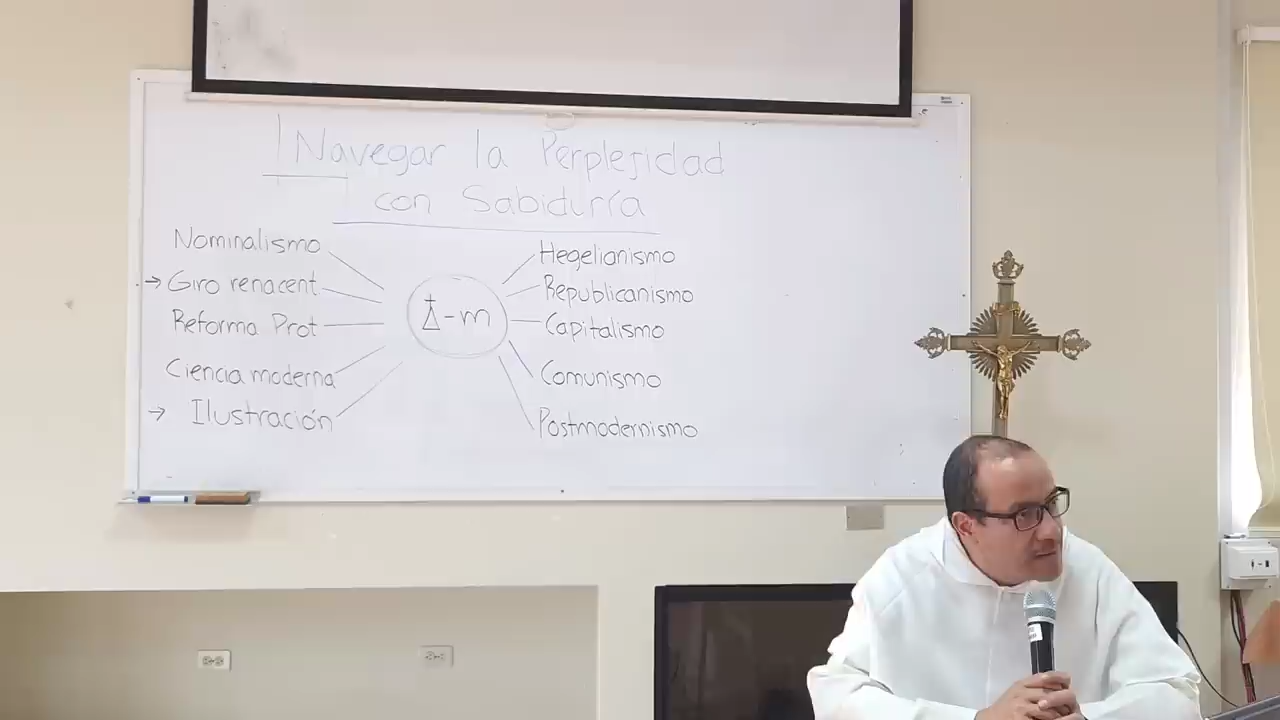 Navegar la Perplejidad
con Sabiduría
Nominalismo
→ Giro renacent.
Reforma Prot
Ciencia moderna
→ Ilustración
Δ-m
Hegelianismo
Republicanismo
Capitalismo
Comunismo
Postmodernismo